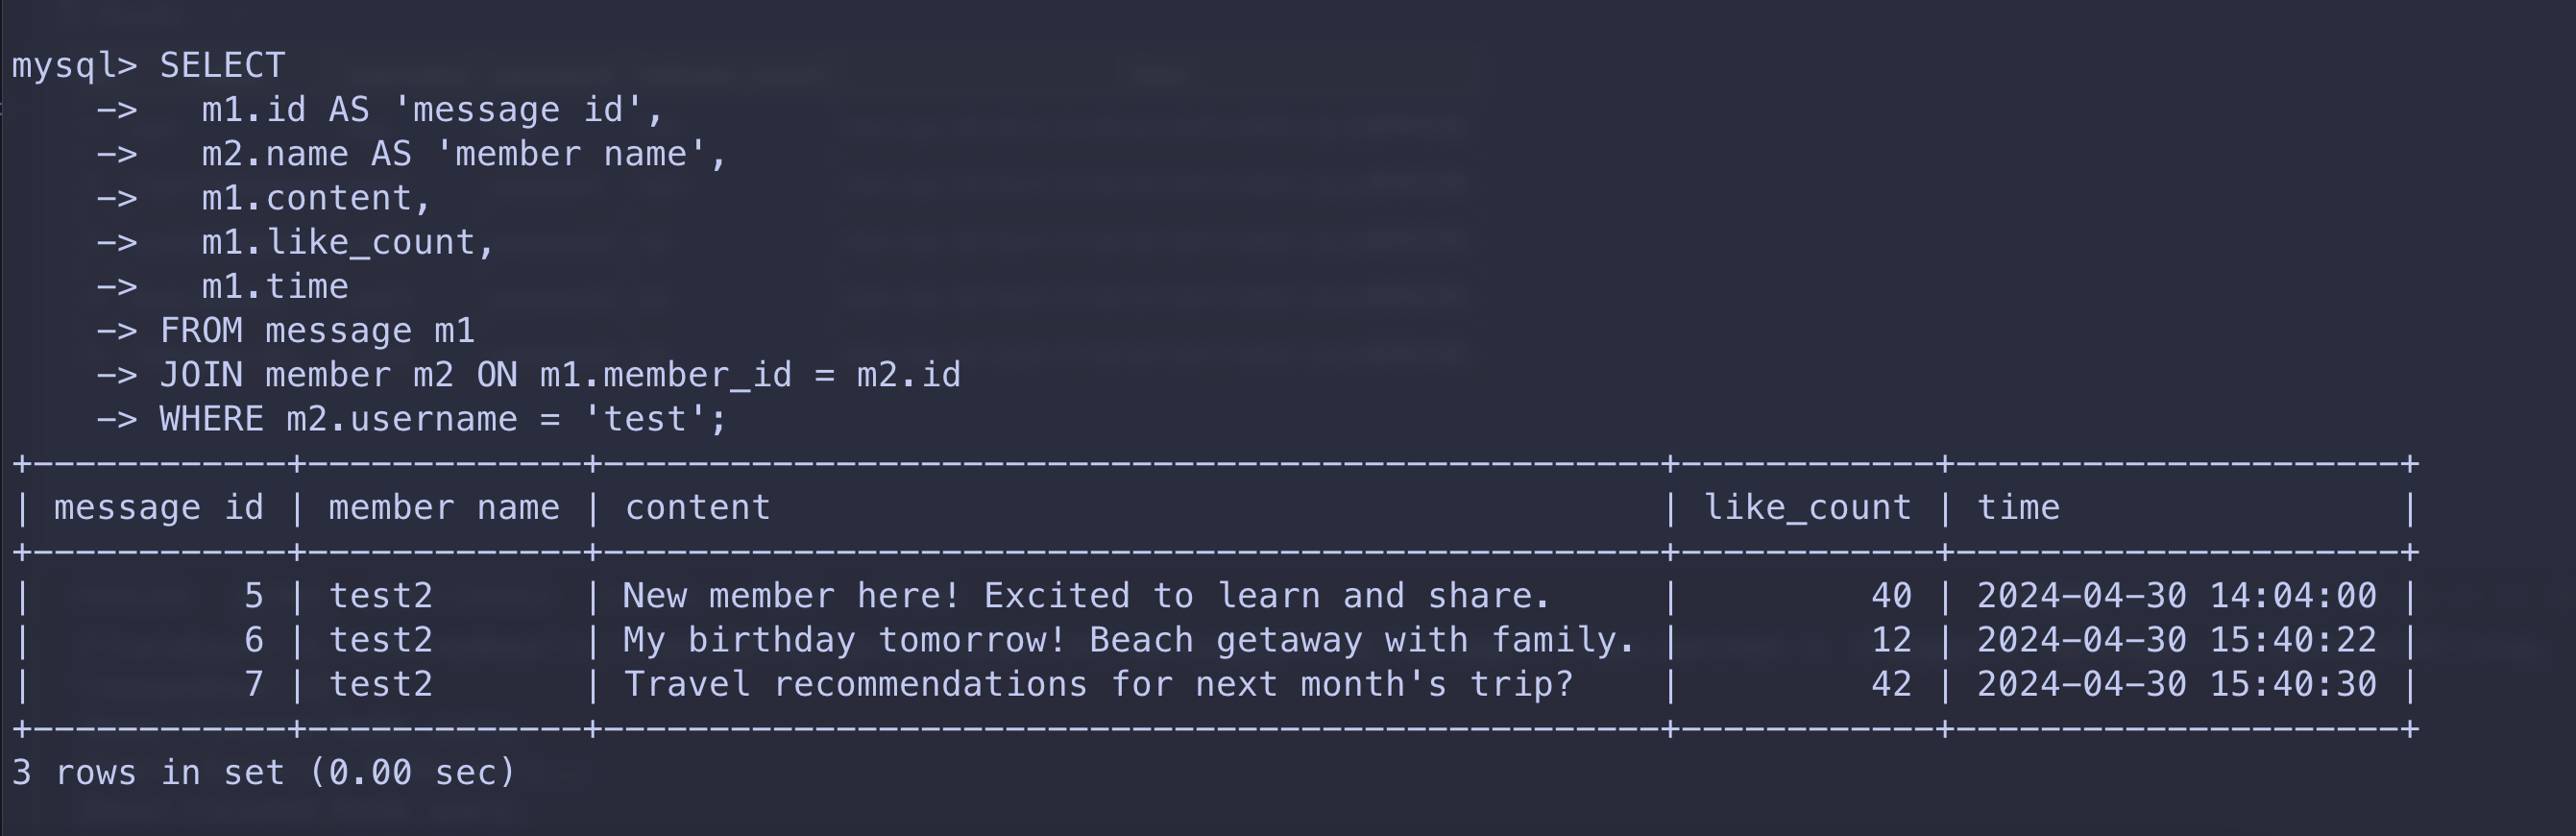 mysql> SELECT
    ->   m1.id AS 'message id',
    ->   m2.name AS 'member name',
    ->   m1.content,
    ->   m1.like_count,
    ->   m1.time
    -> FROM message m1
    -> JOIN member m2 ON m1.member_id = m2.id
    -> WHERE m2.username = 'test';
+------------+-------------+--------------------------------------------------+------------+---------------------+
| message id | member name | content                                          | like_count | time                |
+------------+-------------+--------------------------------------------------+------------+---------------------+
|          5 | test2       | New member here! Excited to learn and share.     |         40 | 2024-04-30 14:04:00 |
|          6 | test2       | My birthday tomorrow! Beach getaway with family. |         12 | 2024-04-30 15:40:22 |
|          7 | test2       | Travel recommendations for next month's trip?    |         42 | 2024-04-30 15:40:30 |
+------------+-------------+--------------------------------------------------+------------+---------------------+
3 rows in set (0.00 sec)